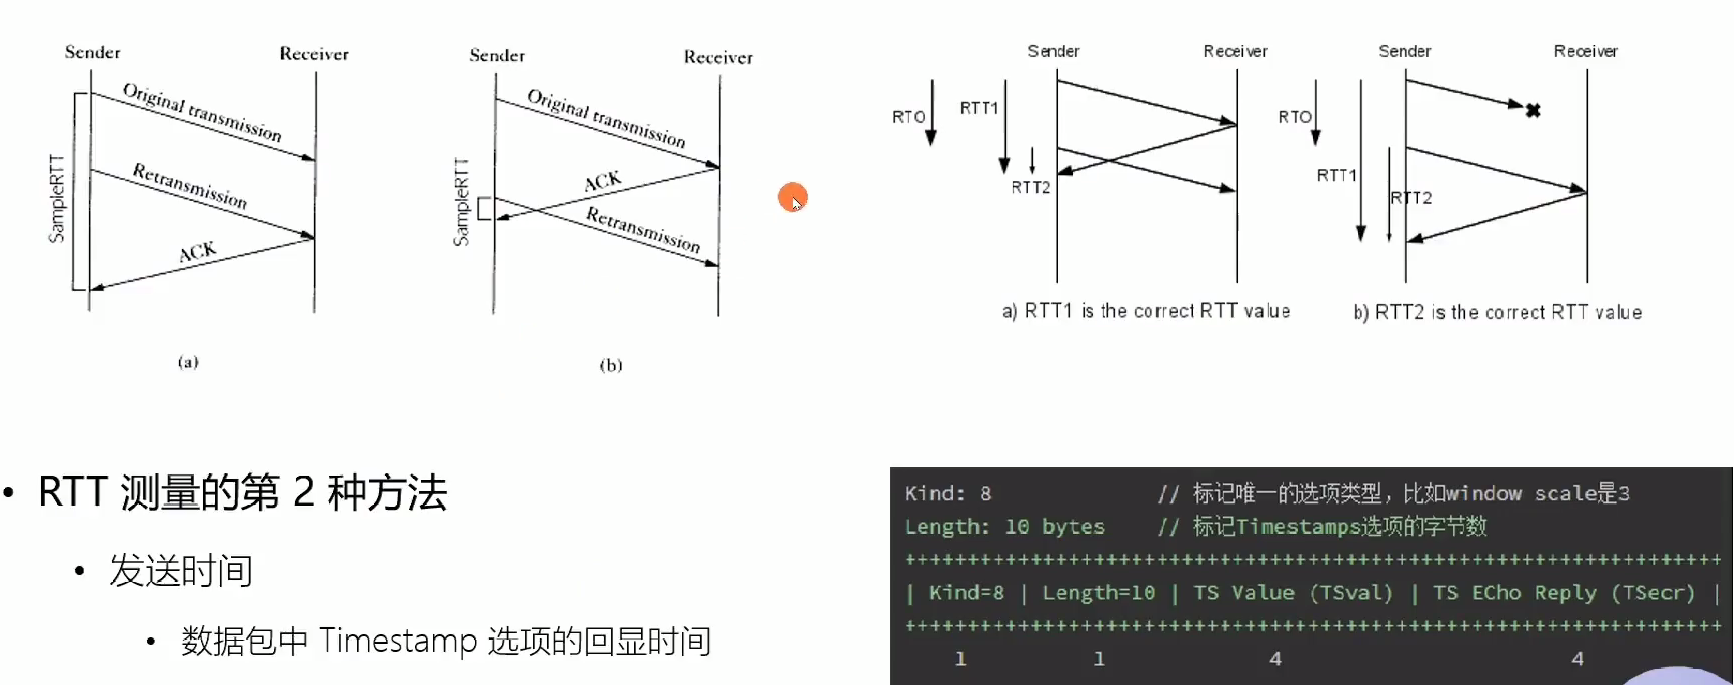 Sender
Receiver
Original transmission
Retransmission
ACK
SampleRTT
(a)
Sender
Receiver
Original transmission
ACK
Retransmission
SampleRTT
(b)
Sender
Receiver
RTO
RTT1
RTT2
a) RTT1 is the correct RTT value
Sender
Receiver
RTO
RTT1
RTT2
b) RTT2 is the correct RTT value
• RTT 测量的第 2 种方法
• 发送时间
• 数据包中 Timestamp 选项的回显时间
Kind: 8 // 标记唯一的选项类型，比如window scale是3
Length: 10 bytes // 标记Timestamps选项的字节数
+++++++++++++++++++++++++++++++++++++++++++++++++++++++++++++++++
| Kind=8 | Length=10 | TS Value (TSval) | TS ECho Reply (TSecr) |
+++++++++++++++++++++++++++++++++++++++++++++++++++++++++++++++++
1 1 4 4